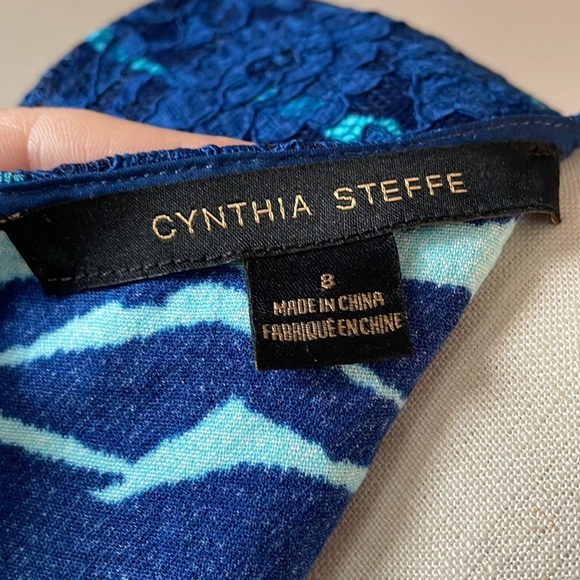 CYNTHIA STEFFE
8
MADE IN CHINA
FABRIQUÉ EN CHINE